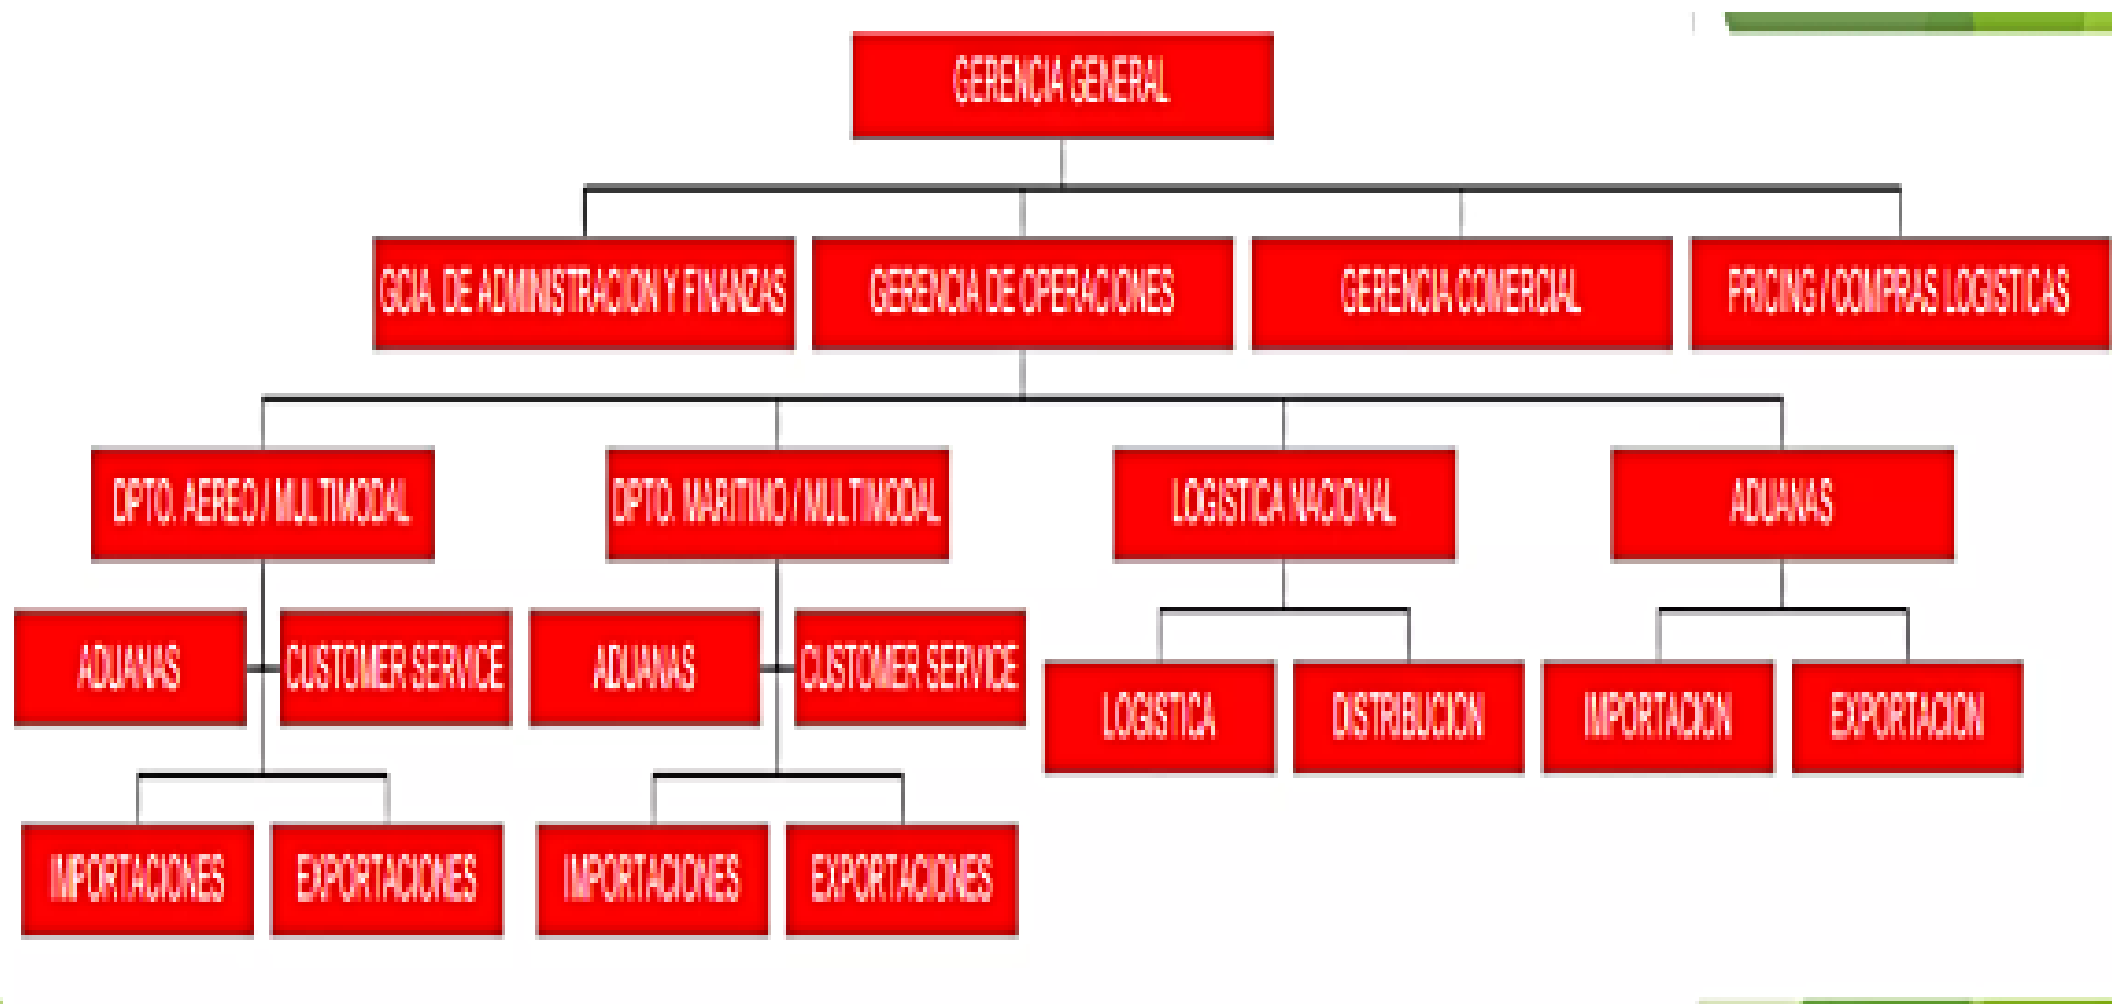 GERENCIA GENERAL
GCIA. DE ADMINISTRACION Y FINANZAS
GERENCIA DE OPERACIONES
GERENCIA COMERCIAL
PRICING / COMPRAS LOGISTICAS
DPTO. AEREO / MULTIMODAL
DPTO. MARITIMO / MULTIMODAL
LOGISTICA NACIONAL
ADUANAS
ADUANAS
CUSTOMER SERVICE
ADUANAS
CUSTOMER SERVICE
LOGISTICA
DISTRIBUCION
IMPORTACION
EXPORTACION
IMPORTACIONES
EXPORTACIONES
IMPORTACIONES
EXPORTACIONES